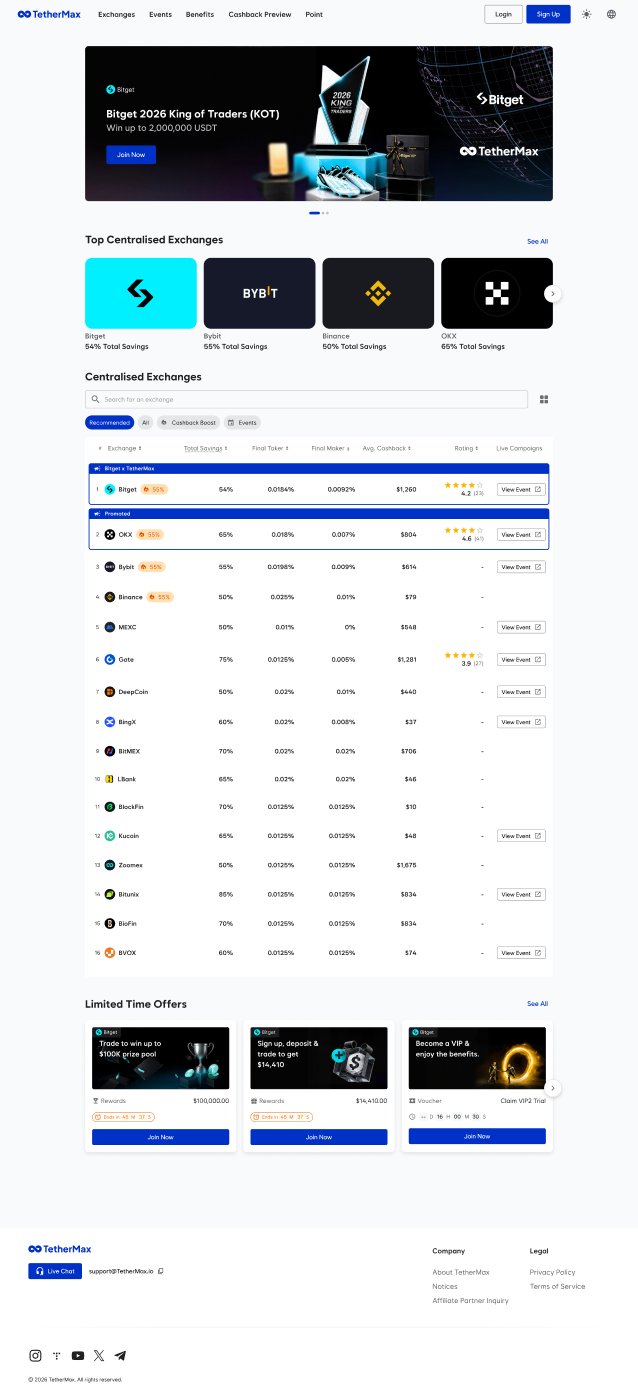 TetherMax Exchanges Events Benefits Cashback Preview Point Login Sign Up
Bitget
Bitget 2026 King of Traders (KOT)
Win up to 2,000,000 USDT
Join Now
2026
KING
OF
TRADERS
Bitget
TetherMax
Top Centralised Exchanges See All
BYBIT
Bitget
54% Total Savings
Bybit
55% Total Savings
Binance
50% Total Savings
OKX
65% Total Savings
Centralised Exchanges
Search for an exchange
Recommended All Cashback Boost Events
# Exchange Total Savings Final Taker Final Maker Avg. Cashback Rating Live Campaigns
Bitget x TetherMax
1 Bitget 55% 54% 0.0184% 0.0092% $1,260 4.2 (23) View Event
Promoted
2 OKX 55% 65% 0.018% 0.007% $804 4.6 (41) View Event
3 Bybit 55% 55% 0.0198% 0.009% $614 - View Event
4 Binance 55% 50% 0.025% 0.01% $79 -
5 MEXC 50% 0.01% 0% $548 - View Event
6 Gate 75% 0.0125% 0.005% $1,281 3.9 (27) View Event
7 DeepCoin 50% 0.02% 0.01% $440 - View Event
8 BingX 60% 0.02% 0.008% $37 - View Event
9 BitMEX 70% 0.02% 0.02% $706 -
10 LBank 65% 0.02% 0.02% $46 -
11 BlockFin 70% 0.0125% 0.0125% $10 -
12 Kucoin 65% 0.0125% 0.0125% $48 - View Event
13 Zoomex 50% 0.0125% 0.0125% $1,675 -
14 Bitunix 85% 0.0125% 0.0125% $834 - View Event
15 BioFin 70% 0.0125% 0.0125% $834 -
16 BVOX 60% 0.0125% 0.0125% $74 - View Event
Limited Time Offers See All
Bitget
Trade to win up to
$100K prize pool
Rewards $100,000.00
Ends in 45 M 37 S
Join Now
Bitget
Sign up, deposit &
trade to get
$14,410
Rewards $14,410.00
Ends in 45 M 37 S
Join Now
Bitget
Become a VIP &
enjoy the benefits.
Voucher Claim VIP2 Trial
-- D 16 H 00 M 30 S
Join Now
TetherMax
Live Chat support@TetherMax.io
Company
About TetherMax
Notices
Affiliate Partner Inquiry
Legal
Privacy Policy
Terms of Service
© 2026 TetherMax. All rights reserved.